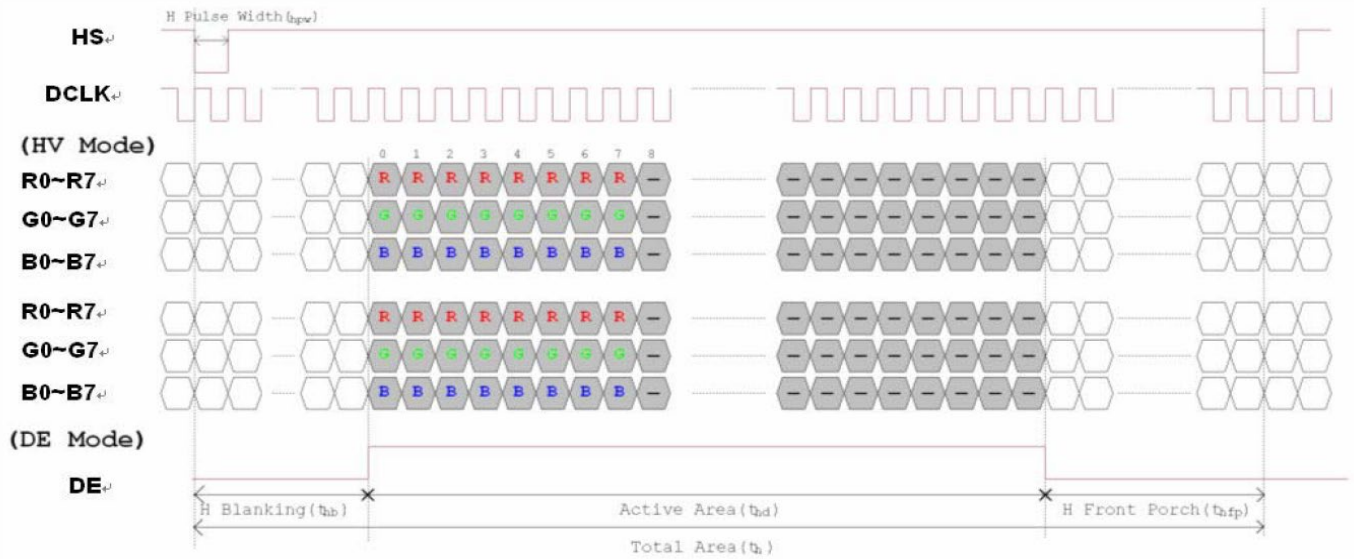 H Pulse Width(thpw)
HS
DCLK
(HV Mode)
0 1 2 3 4 5 6 7 8
R0~R7 R R R R R R R R - - - - - - - - -
G0~G7 G G G G G G G G - - - - - - - - -
B0~B7 B B B B B B B B - - - - - - - - -
R0~R7 R R R R R R R R - - - - - - - - -
G0~G7 G G G G G G G G - - - - - - - - -
B0~B7 B B B B B B B B - - - - - - - - -
(DE Mode)
DE
H Blanking(thb) Active Area(thd) H Front Porch(thfp)
Total Area(th)